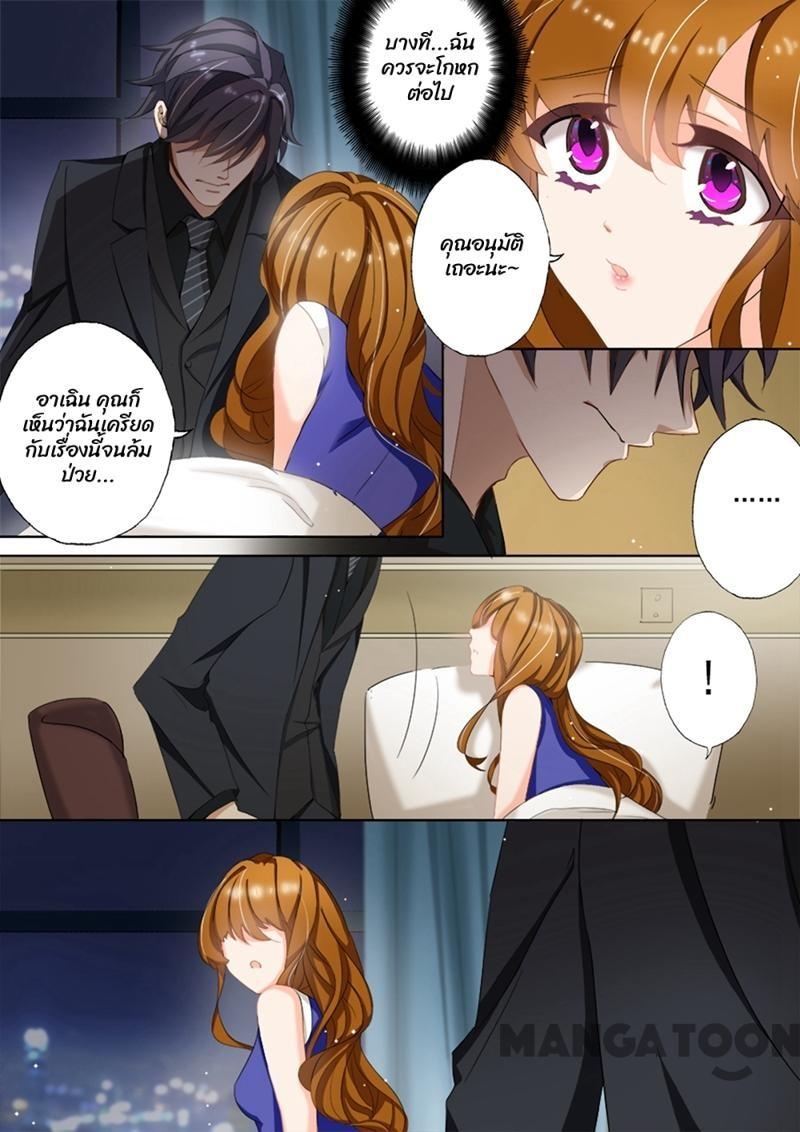 บางที...ฉัน
ควรจะโกหก
ต่อไป
คุณอนุมัติ
เถอะนะ~
อาเฉิน คุณก็
เห็นว่าฉันเครียด
กับเรื่องนี้จนล้ม
ป่วย...
......
!
MANGATOON